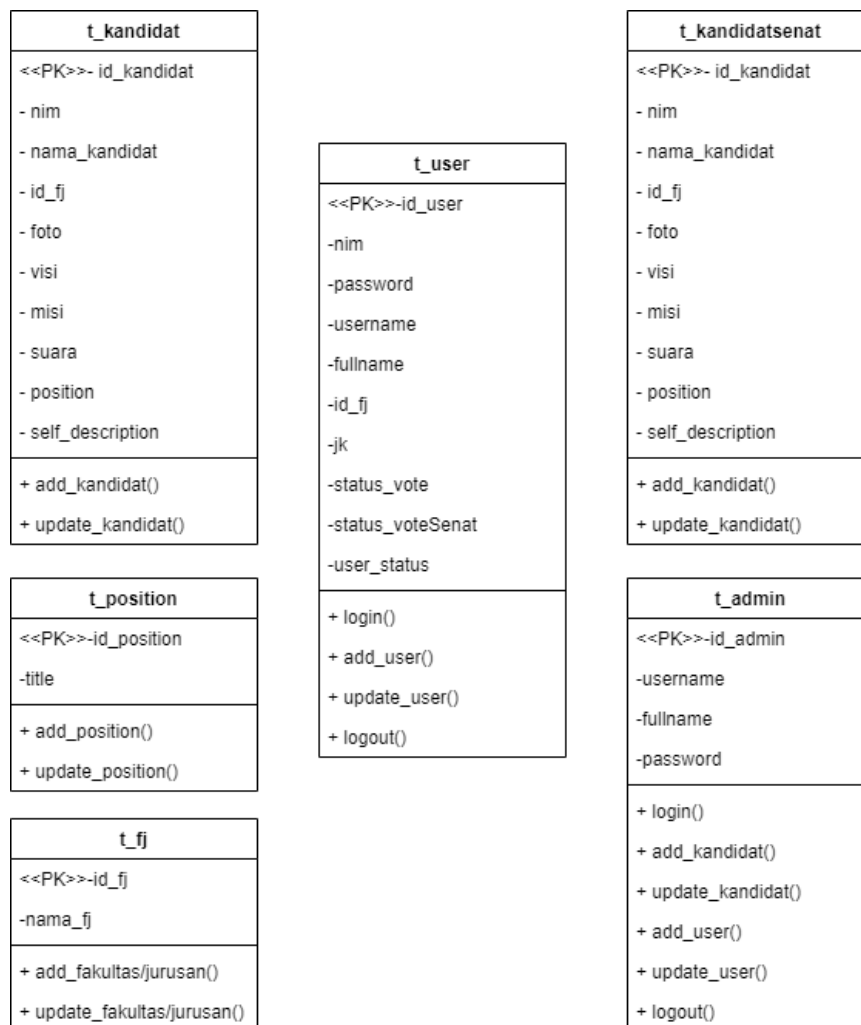 t_kandidat
<<PK>>- id_kandidat
- nim
- nama_kandidat
- id_fj
- foto
- visi
- misi
- suara
- position
- self_description
+ add_kandidat()
+ update_kandidat()
t_position
<<PK>>-id_position
-title
+ add_position()
+ update_position()
t_fj
<<PK>>-id_fj
-nama_fj
+ add_fakultas/jurusan()
+ update_fakultas/jurusan()
t_user
<<PK>>-id_user
-nim
-password
-username
-fullname
-id_fj
-jk
-status_vote
-status_voteSenat
-user_status
+ login()
+ add_user()
+ update_user()
+ logout()
t_kandidatsenat
<<PK>>- id_kandidat
- nim
- nama_kandidat
- id_fj
- foto
- visi
- misi
- suara
- position
- self_description
+ add_kandidat()
+ update_kandidat()
t_admin
<<PK>>-id_admin
-username
-fullname
-password
+ login()
+ add_kandidat()
+ update_kandidat()
+ add_user()
+ update_user()
+ logout()